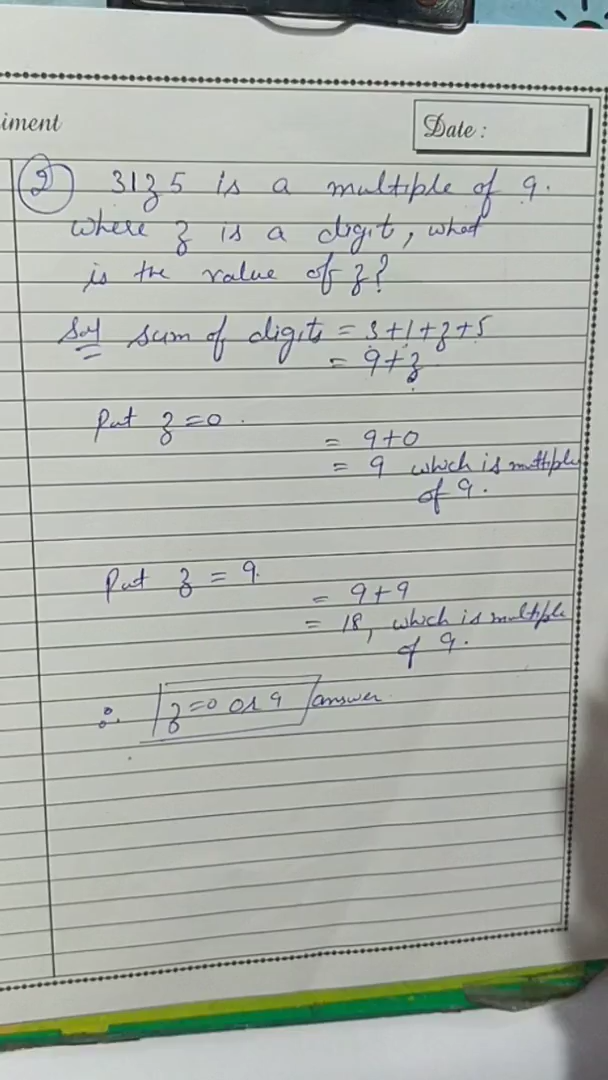 iment
Date :
2 31z5 is a multiple of 9.
where z is a digit, what
is the value of z?
Sol sum of digits = 3+1+z+5
= 9+z
Put z=0.
= 9+0
= 9 which is multiple
of 9.
Put z = 9.
= 9+9
= 18, which is multiple
of 9.
∴ z=0 or 9 answer